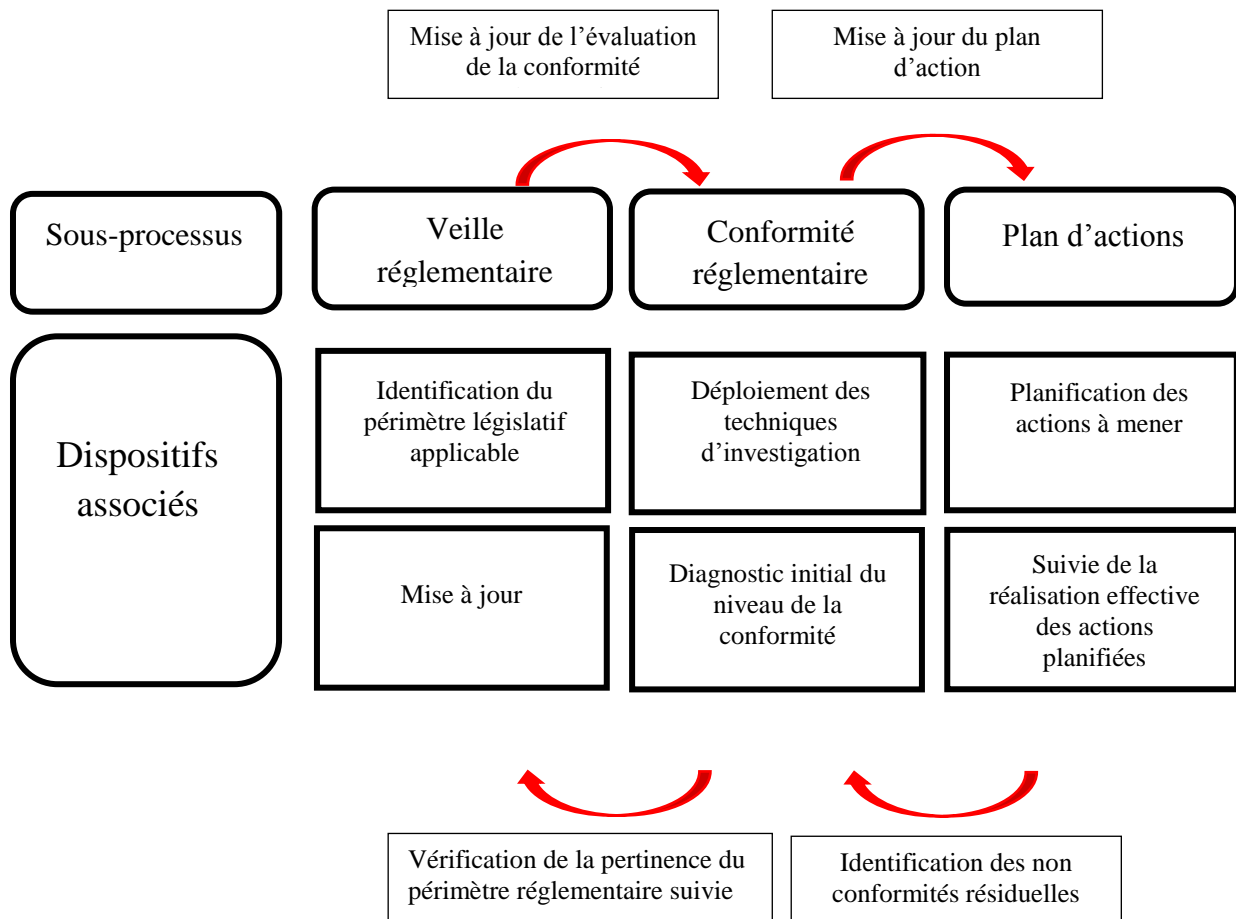 Mise à jour de l’évaluation
de la conformité
Mise à jour du plan
d’action
Sous-processus
Veille
réglementaire
Conformité
réglementaire
Plan d’actions
Dispositifs
associés
Identification du
périmètre législatif
applicable
Déploiement des
techniques
d’investigation
Planification des
actions à mener
Mise à jour
Diagnostic initial du
niveau de la
conformité
Suivie de la
réalisation effective
des actions
planifiées
Vérification de la pertinence du
périmètre réglementaire suivie
Identification des non
conformités résiduelles